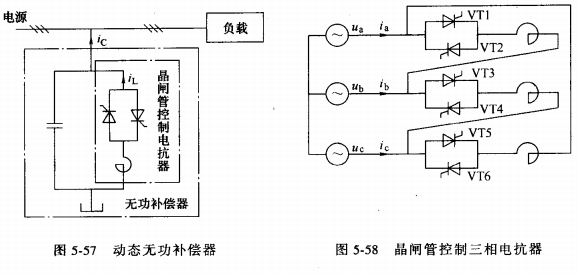 电源
负载
iC
iL
晶闸管控制电抗器
无功补偿器
图 5-57 动态无功补偿器
ua
ia
VT1
VT2
ub
ib
VT3
VT4
uc
ic
VT5
VT6
图 5-58 晶闸管控制三相电抗器